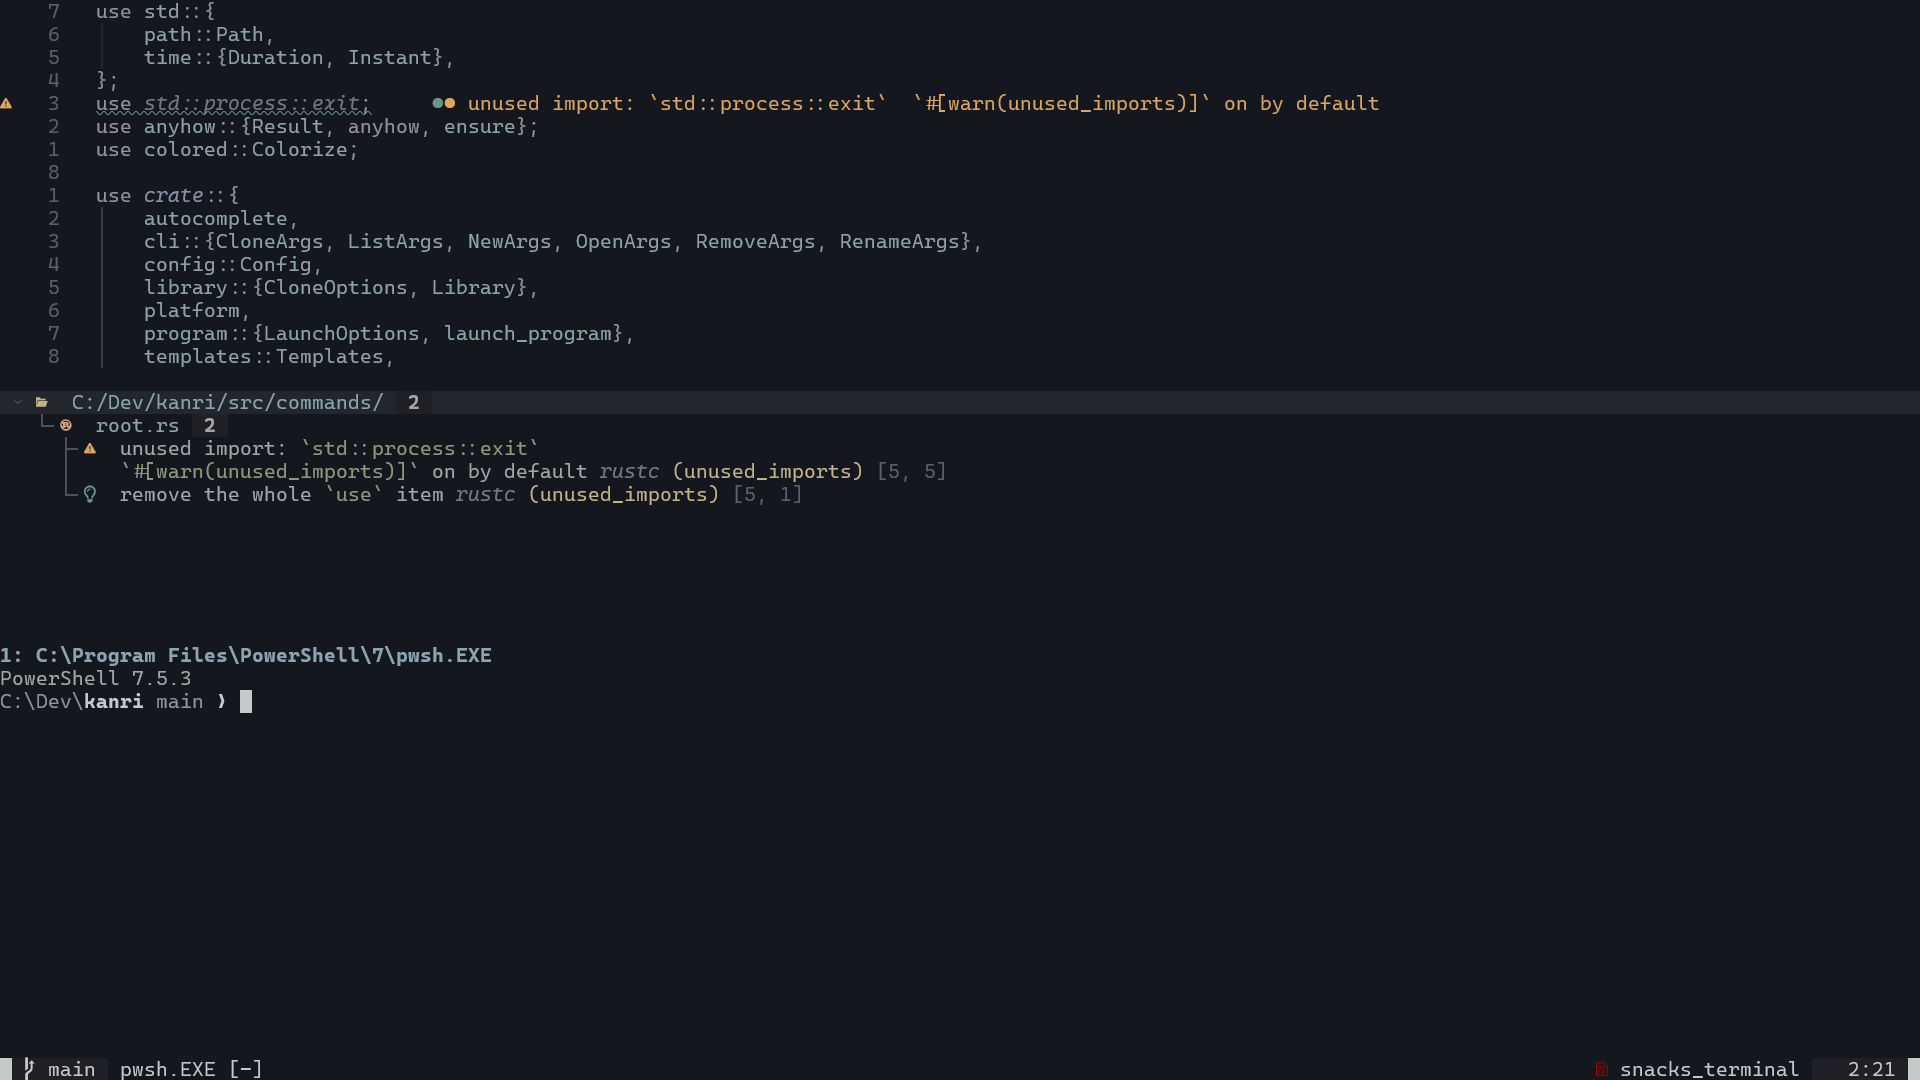 7 use std::{
6 path::Path,
5 time::{Duration, Instant},
4 };
3 use std::process::exit; unused import: `std::process::exit` `#[warn(unused_imports)]` on by default
2 use anyhow::{Result, anyhow, ensure};
1 use colored::Colorize;
8
1 use crate::{
2 autocomplete,
3 cli::{CloneArgs, ListArgs, NewArgs, OpenArgs, RemoveArgs, RenameArgs},
4 config::Config,
5 library::{CloneOptions, Library},
6 platform,
7 program::{LaunchOptions, launch_program},
8 templates::Templates,
C:/Dev/kanri/src/commands/ 2
root.rs 2
unused import: `std::process::exit`
`#[warn(unused_imports)]` on by default rustc (unused_imports) [5, 5]
remove the whole `use` item rustc (unused_imports) [5, 1]
1: C:\Program Files\PowerShell\7\pwsh.EXE
PowerShell 7.5.3
C:\Dev\kanri main ❯
main pwsh.EXE [-] snacks_terminal 2:21